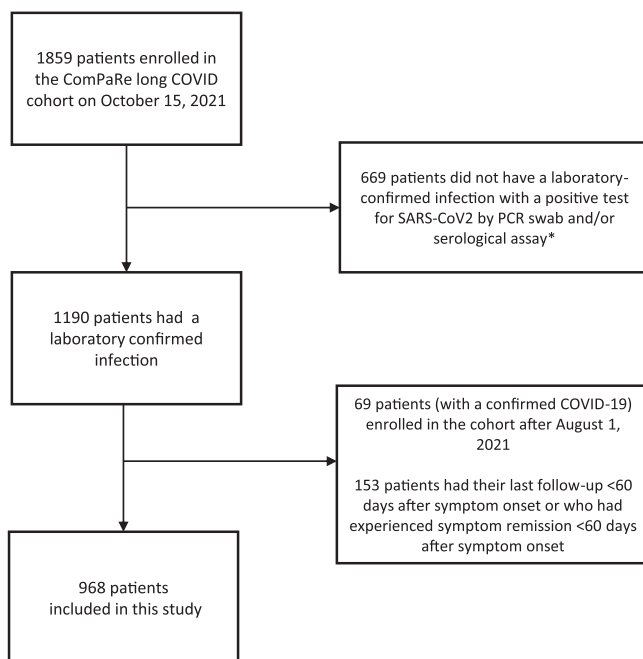 1859 patients enrolled in
the ComPaRe long COVID
cohort on October 15, 2021
669 patients did not have a laboratory-
confirmed infection with a positive test
for SARS-CoV2 by PCR swab and/or
serological assay*
1190 patients had a
laboratory confirmed
infection
69 patients (with a confirmed COVID-19)
enrolled in the cohort after August 1,
2021
153 patients had their last follow-up <60
days after symptom onset or who had
experienced symptom remission <60 days
after symptom onset
968 patients
included in this study